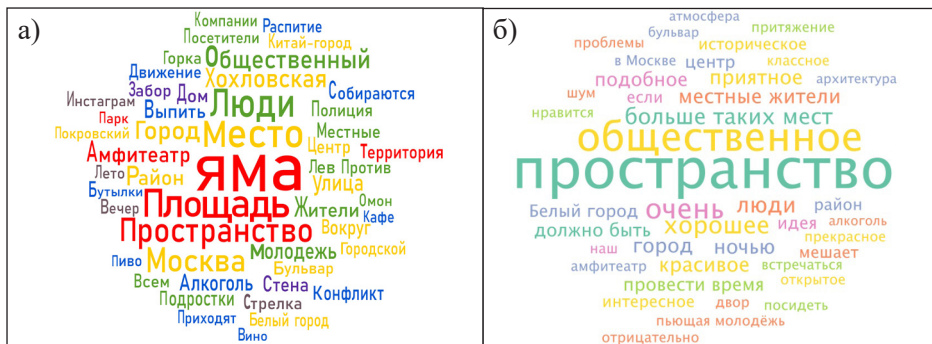 а)
Компании Распитие
Посетители Китай-город
Горка Общественный
Движение Хохловская
Забор Дом Собираются
Инстаграм Выпить Люди Полиция
Парк Местные
Покровский Город Место Центр
Амфитеатр яма Территория
Лето Район Лев Против
Бутылки Улица
Вечер Площадь Жители Омон
Кафе
Пространство Вокруг
Молодежь Городской
Пиво Москва Бульвар
Всем Алкоголь Стена
Подростки Стрелка Конфликт
Приходят Белый город
Вино
б)
атмосфера
бульвар притяжение
проблемы историческое
в Москве центр классное
подобное приятное архитектура
шум если местные жители
нравится больше таких мест
общественное
пространство
Белый город очень люди район
должно быть хорошее идея алкоголь
прекрасное
наш город ночью мешает
амфитеатр красивое встречаться
провести время открытое
интересное двор посидеть
пьющая молодёжь
отрицательно